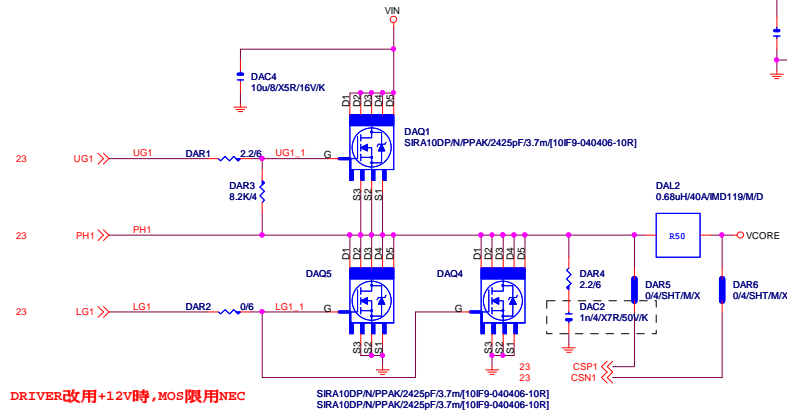 VIN
DAC4
10u/8/X5R/16V/K
D1
D2
D3
D4
D5
DAQ1
SIRA10DP/N/PPAK/2425pF/3.7m/[10IF9-040406-10R]
23
UG1
UG1
DAR1
2.2/6
UG1_1
G
DAR3
8.2K/4
S3
S2
S1
DAL2
0.68uH/40A/IMD119/M/D
23
PH1
PH1
R50
VCORE
D1
D2
D3
D4
D5
D1
D2
D3
D4
D5
DAQ5
DAQ4
DAR4
2.2/6
DAR5
0/4/SHT/M/X
DAR6
0/4/SHT/M/X
23
LG1
LG1
DAR2
0/6
LG1_1
G
G
DAC2
1n/4/X7R/50V/K
S3
S2
S1
S3
S2
S1
23
CSP1
23
CSN1
DRIVER改用+12V時,MOS限用NEC
SIRA10DP/N/PPAK/2425pF/3.7m/[10IF9-040406-10R]
SIRA10DP/N/PPAK/2425pF/3.7m/[10IF9-040406-10R]